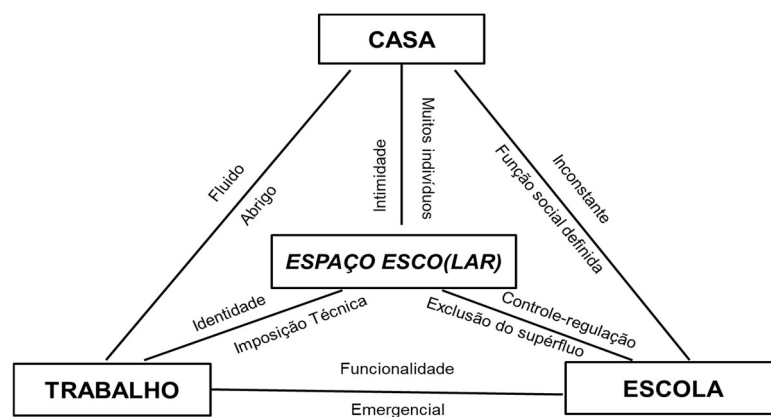 CASA
Fluido
Abrigo
Intimidade
Muitos indivíduos
Inconstante
Função social definida
ESPAÇO ESCO(LAR)
Identidade
Imposição Técnica
Controle-regulação
Exclusão do supérfluo
TRABALHO
Funcionalidade
Emergencial
ESCOLA